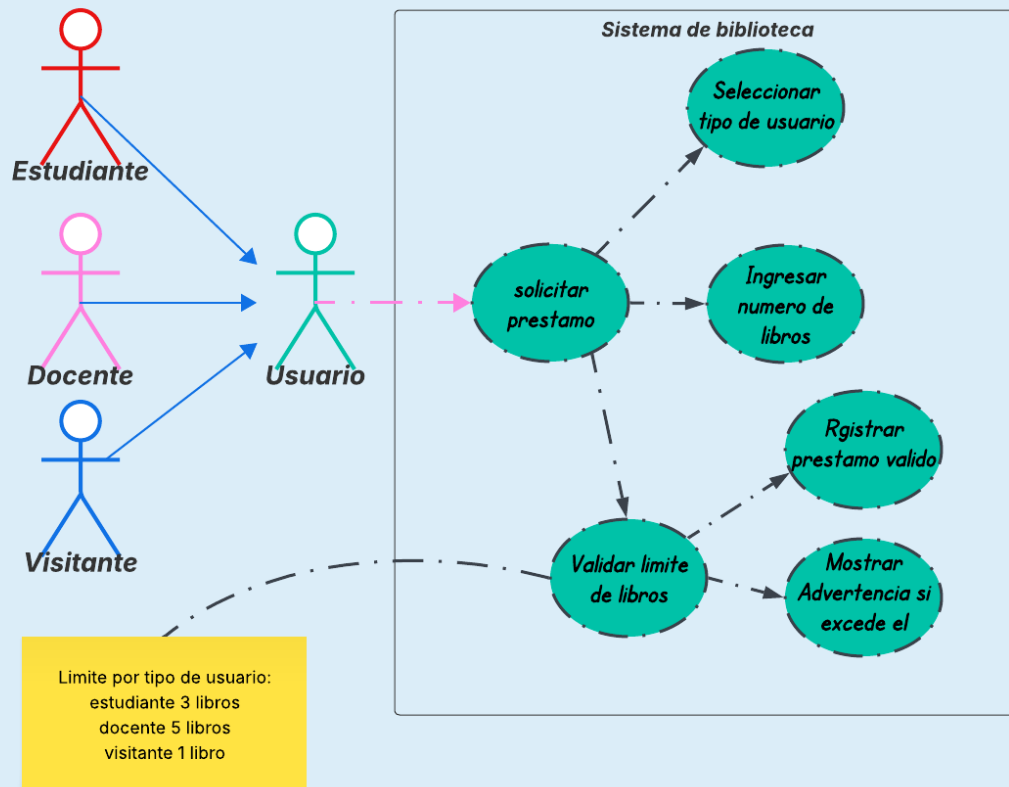 Sistema de biblioteca
Seleccionar
tipo de usuario
Estudiante
solicitar
prestamo
Ingresar
numero de
libros
Docente
Usuario
Rgistrar
prestamo valido
Visitante
Validar limite
de libros
Mostrar
Advertencia si
excede el
Limite por tipo de usuario:
estudiante 3 libros
docente 5 libros
visitante 1 libro